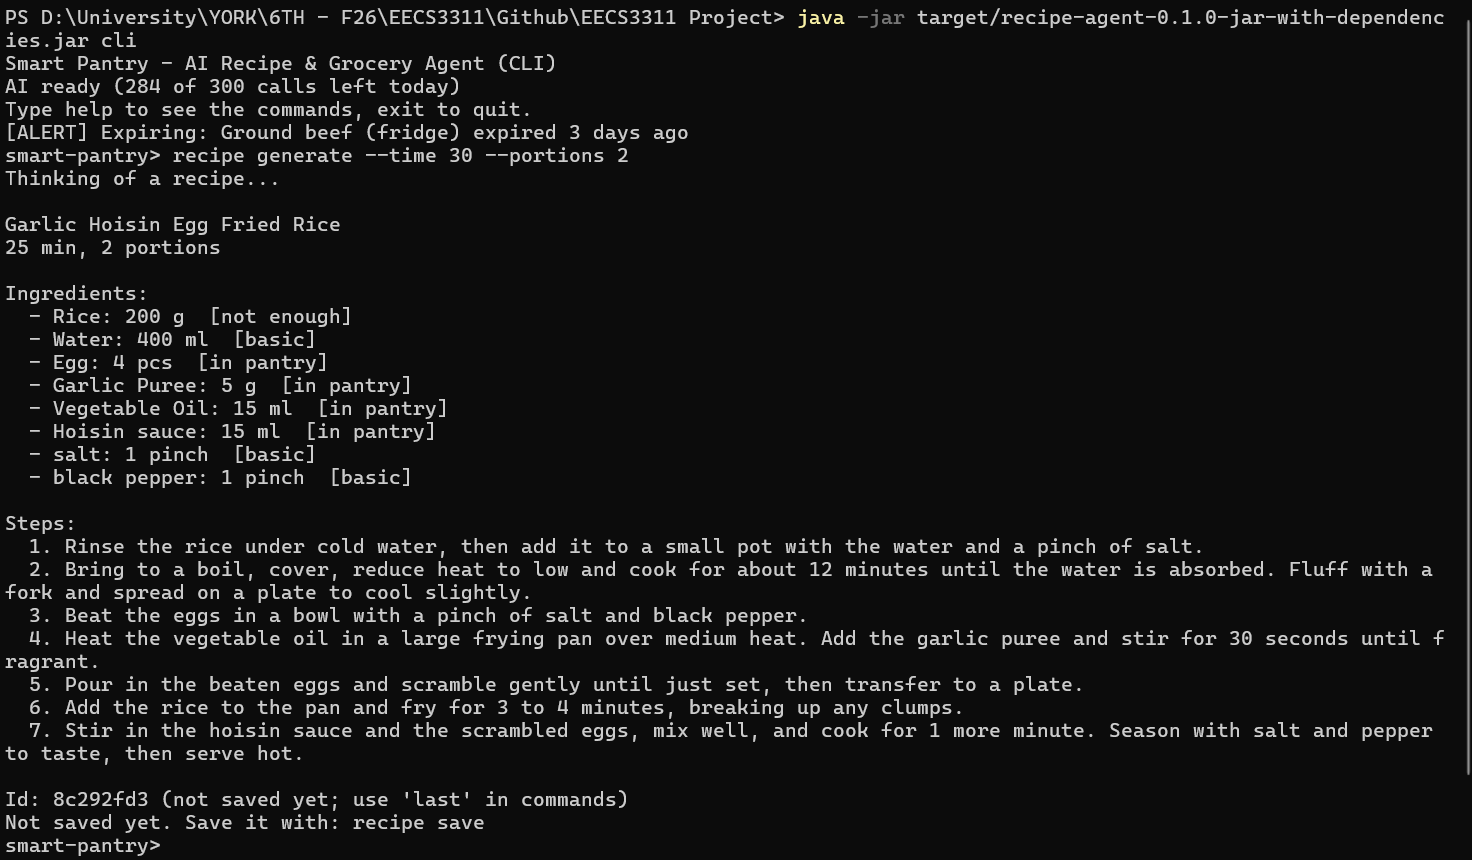 PS D:\University\YORK\6TH - F26\EECS3311\Github\EECS3311 Project> java -jar target/recipe-agent-0.1.0-jar-with-dependenc
ies.jar cli
Smart Pantry - AI Recipe & Grocery Agent (CLI)
AI ready (284 of 300 calls left today)
Type help to see the commands, exit to quit.
[ALERT] Expiring: Ground beef (fridge) expired 3 days ago
smart-pantry> recipe generate --time 30 --portions 2
Thinking of a recipe...

Garlic Hoisin Egg Fried Rice
25 min, 2 portions

Ingredients:
  - Rice: 200 g  [not enough]
  - Water: 400 ml  [basic]
  - Egg: 4 pcs  [in pantry]
  - Garlic Puree: 5 g  [in pantry]
  - Vegetable Oil: 15 ml  [in pantry]
  - Hoisin sauce: 15 ml  [in pantry]
  - salt: 1 pinch  [basic]
  - black pepper: 1 pinch  [basic]

Steps:
  1. Rinse the rice under cold water, then add it to a small pot with the water and a pinch of salt.
  2. Bring to a boil, cover, reduce heat to low and cook for about 12 minutes until the water is absorbed. Fluff with a
fork and spread on a plate to cool slightly.
  3. Beat the eggs in a bowl with a pinch of salt and black pepper.
  4. Heat the vegetable oil in a large frying pan over medium heat. Add the garlic puree and stir for 30 seconds until f
ragrant.
  5. Pour in the beaten eggs and scramble gently until just set, then transfer to a plate.
  6. Add the rice to the pan and fry for 3 to 4 minutes, breaking up any clumps.
  7. Stir in the hoisin sauce and the scrambled eggs, mix well, and cook for 1 more minute. Season with salt and pepper
to taste, then serve hot.

Id: 8c292fd3 (not saved yet; use 'last' in commands)
Not saved yet. Save it with: recipe save
smart-pantry>